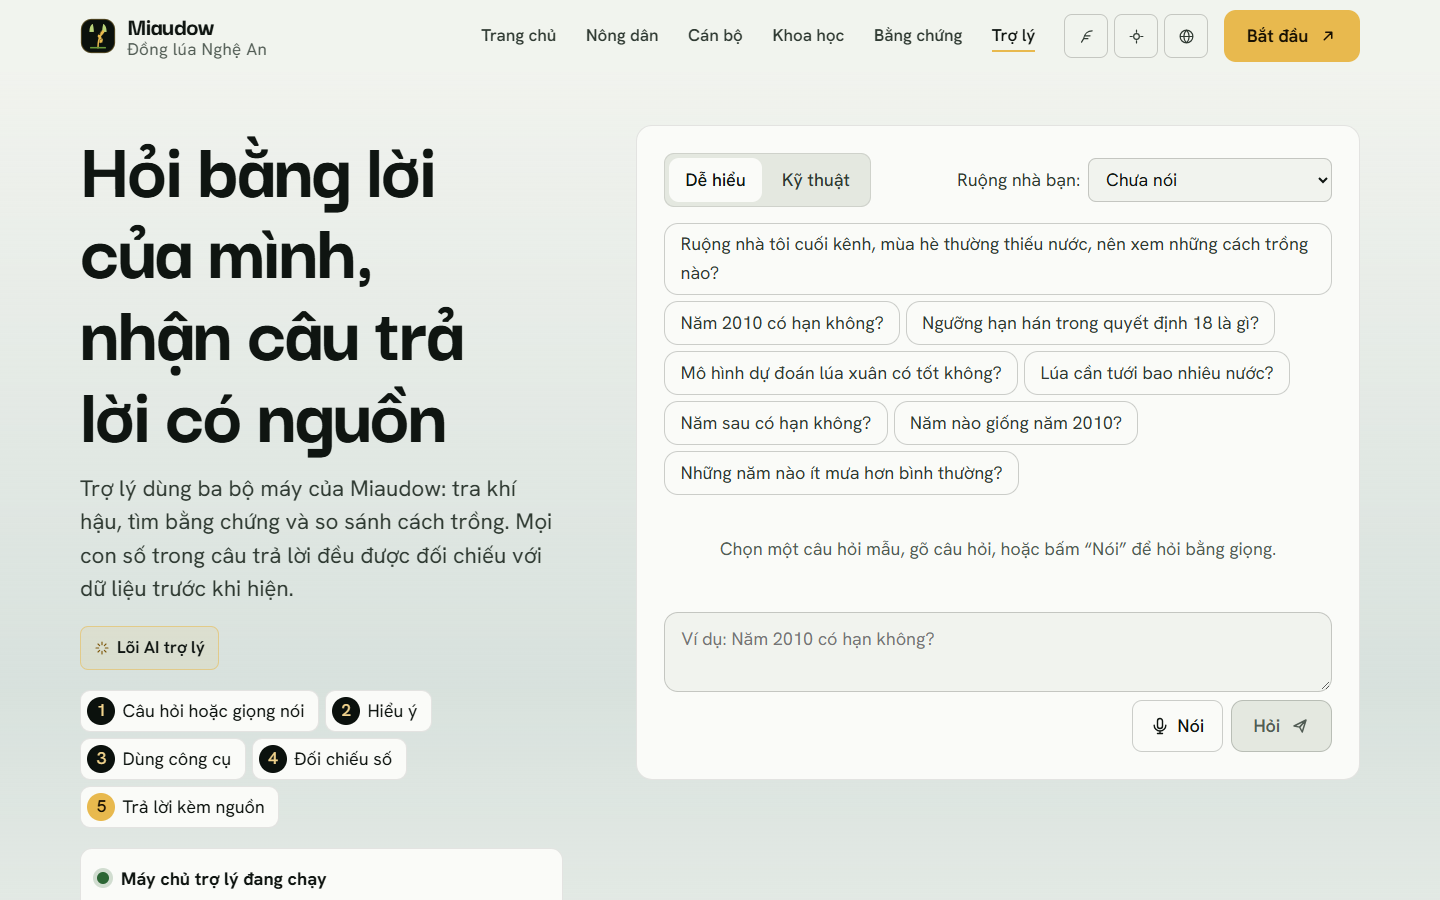 Miaudow
Đồng lúa Nghệ An
Trang chủ
Nông dân
Cán bộ
Khoa học
Bằng chứng
Trợ lý
Bắt đầu
Hỏi bằng lời
của mình,
nhận câu trả
lời có nguồn
Trợ lý dùng ba bộ máy của Miaudow: tra khí
hậu, tìm bằng chứng và so sánh cách trồng. Mọi
con số trong câu trả lời đều được đối chiếu với
dữ liệu trước khi hiện.
Lõi AI trợ lý
1 Câu hỏi hoặc giọng nói
2 Hiểu ý
3 Dùng công cụ
4 Đối chiếu số
5 Trả lời kèm nguồn
Máy chủ trợ lý đang chạy
Dễ hiểu
Kỹ thuật
Ruộng nhà bạn:
Chưa nói
Ruộng nhà tôi cuối kênh, mùa hè thường thiếu nước, nên xem những cách trồng
nào?
Năm 2010 có hạn không?
Ngưỡng hạn hán trong quyết định 18 là gì?
Mô hình dự đoán lúa xuân có tốt không?
Lúa cần tưới bao nhiêu nước?
Năm sau có hạn không?
Năm nào giống năm 2010?
Những năm nào ít mưa hơn bình thường?
Chọn một câu hỏi mẫu, gõ câu hỏi, hoặc bấm “Nói” để hỏi bằng giọng.
Ví dụ: Năm 2010 có hạn không?
Nói
Hỏi